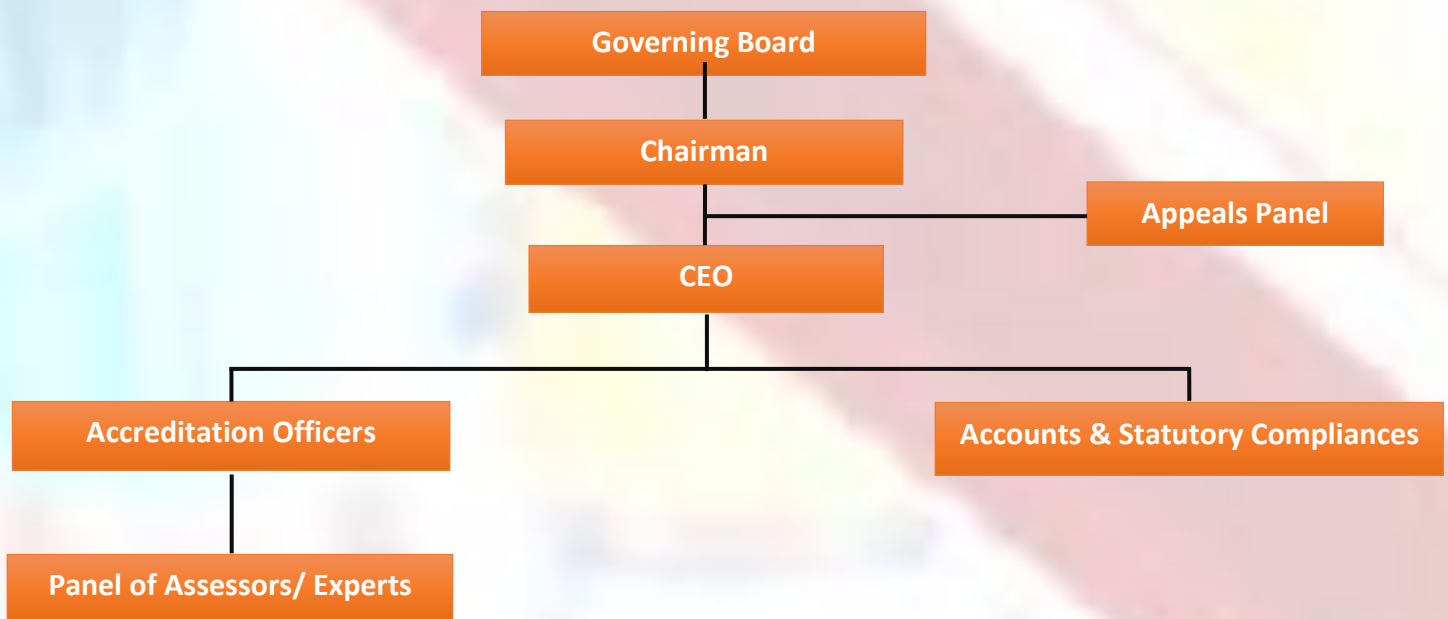 Governing Board
Chairman
Appeals Panel
CEO
Accreditation Officers
Accounts & Statutory Compliances
Panel of Assessors/ Experts